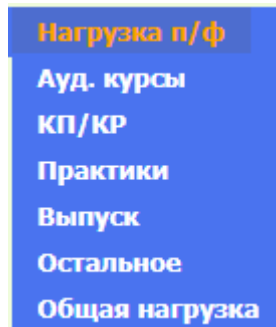 Нагрузка п/ф
Ауд. курсы
КП/КР
Практики
Выпуск
Остальное
Общая нагрузка